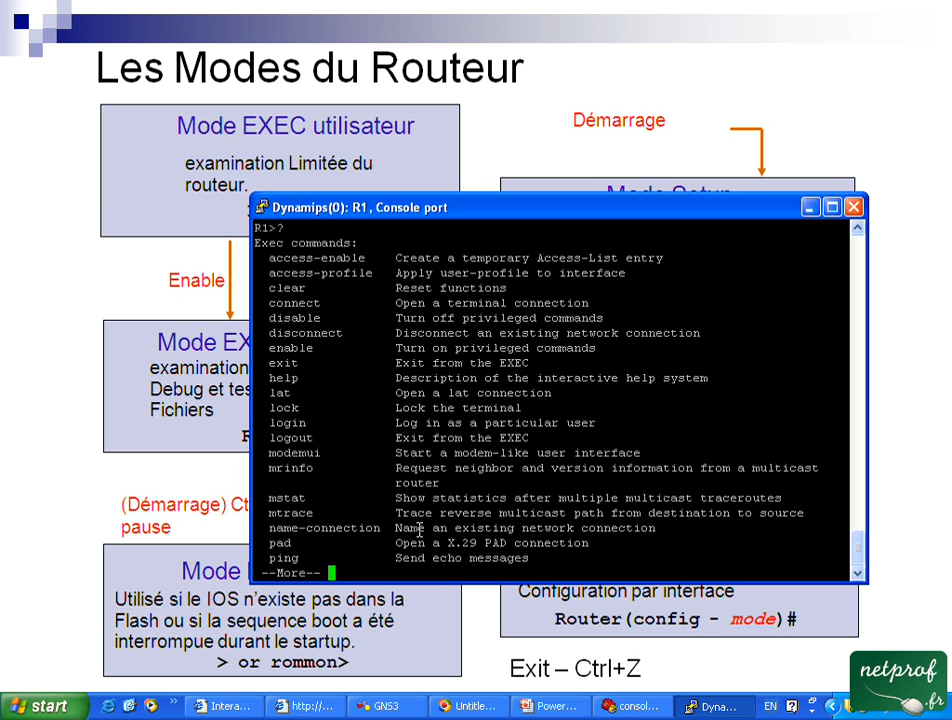 Les Modes du Routeur
Mode EXEC utilisateur
examination Limitée du
routeur.
Démarrage
Enable
Mode EX
examination
Debug et tes
Fichiers
R
(Démarrage) Ct
pause
Mode
Utilisé si le IOS n'existe pas dans la
Flash ou si la sequence boot a été
interrompue durant le startup.
> or rommon>
Mode Setup
Dynamips(0): R1, Console port
R1>?
Exec commands:
access-enable Create a temporary Access-List entry
access-profile Apply user-profile to interface
clear Reset functions
connect Open a terminal connection
disable Turn off privileged commands
disconnect Disconnect an existing network connection
enable Turn on privileged commands
exit Exit from the EXEC
help Description of the interactive help system
lat Open a lat connection
lock Lock the terminal
login Log in as a particular user
logout Exit from the EXEC
modemui Start a modem-like user interface
mrinfo Request neighbor and version information from a multicast
router
mstat Show statistics after multiple multicast traceroutes
mtrace Trace reverse multicast path from destination to source
name-connection Name an existing network connection
pad Open a X.29 PAD connection
ping Send echo messages
--More--
Configuration par interface
Router(config - mode)#
Exit – Ctrl+Z
netprof
.fr
start
Intera...
http://...
GNS3
Untitle...
Power...
consol...
Dyna...
EN